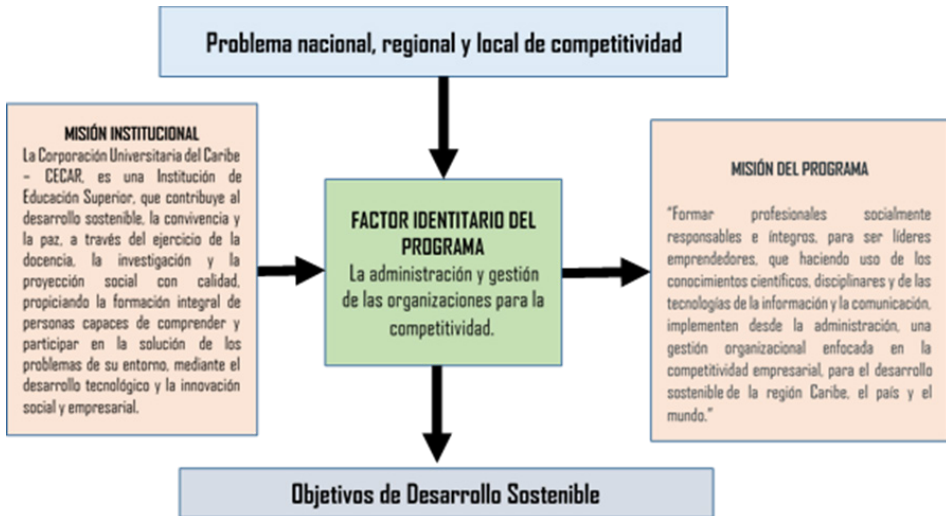 Problema nacional, regional y local de competitividad
MISIÓN INSTITUCIONAL
La Corporación Universitaria del Caribe
– CECAR, es una Institución de
Educación Superior, que contribuye al
desarrollo sostenible, la convivencia y
la paz, a través del ejercicio de la
docencia, la investigación y la
proyección social con calidad,
propiciando la formación integral de
personas capaces de comprender y
participar en la solución de los
problemas de su entorno, mediante el
desarrollo tecnológico y la innovación
social y empresarial.
FACTOR IDENTITARIO DEL
PROGRAMA
La administración y gestión
de las organizaciones para la
competitividad.
MISIÓN DEL PROGRAMA
"Formar profesionales socialmente
responsables e íntegros, para ser líderes
emprendedores, que haciendo uso de los
conocimientos científicos, disciplinares y de las
tecnologías de la información y la comunicación,
implementen desde la administración, una
gestión organizacional enfocada en la
competitividad empresarial, para el desarrollo
sostenible de la región Caribe, el país y el
mundo."
Objetivos de Desarrollo Sostenible